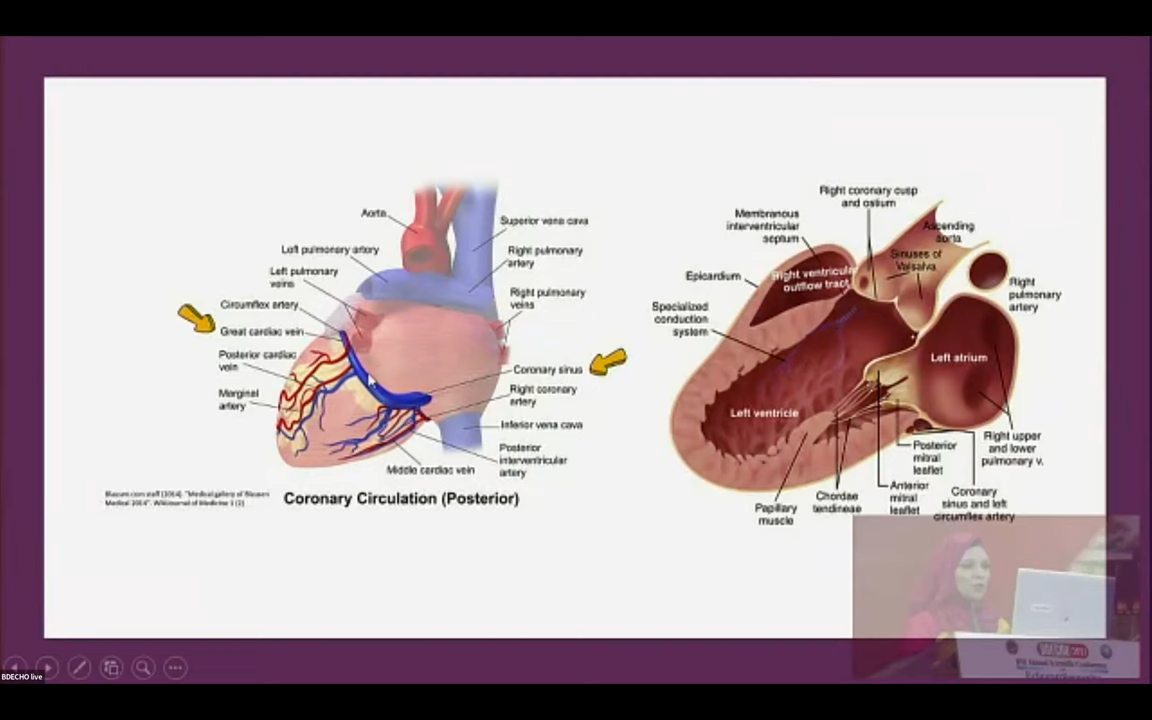 Aorta
Left pulmonary artery
Left pulmonary
veins
Circumflex artery
Great cardiac vein
Posterior cardiac
vein
Marginal
artery
Superior vena cava
Right pulmonary
artery
Right pulmonary
veins
Coronary sinus
Right coronary
artery
Inferior vena cava
Posterior
interventricular
artery
Middle cardiac vein
Blausen.com staff (2014). "Medical gallery of Blausen
Medical 2014". WikiJournal of Medicine 1 (2)
Coronary Circulation (Posterior)
Right coronary cusp
and ostium
Membranous
interventricular
septum
Ascending
aorta
Sinuses of
Valsalva
Epicardium
Right ventricular
outflow tract
Right
pulmonary
artery
Specialized
conduction
system
Left atrium
Left ventricle
Right upper
and lower
pulmonary v.
Posterior
mitral
leaflet
Anterior
mitral
leaflet
Coronary
sinus and left
circumflex artery
Chordae
tendineae
Papillary
muscle
BDECHO live